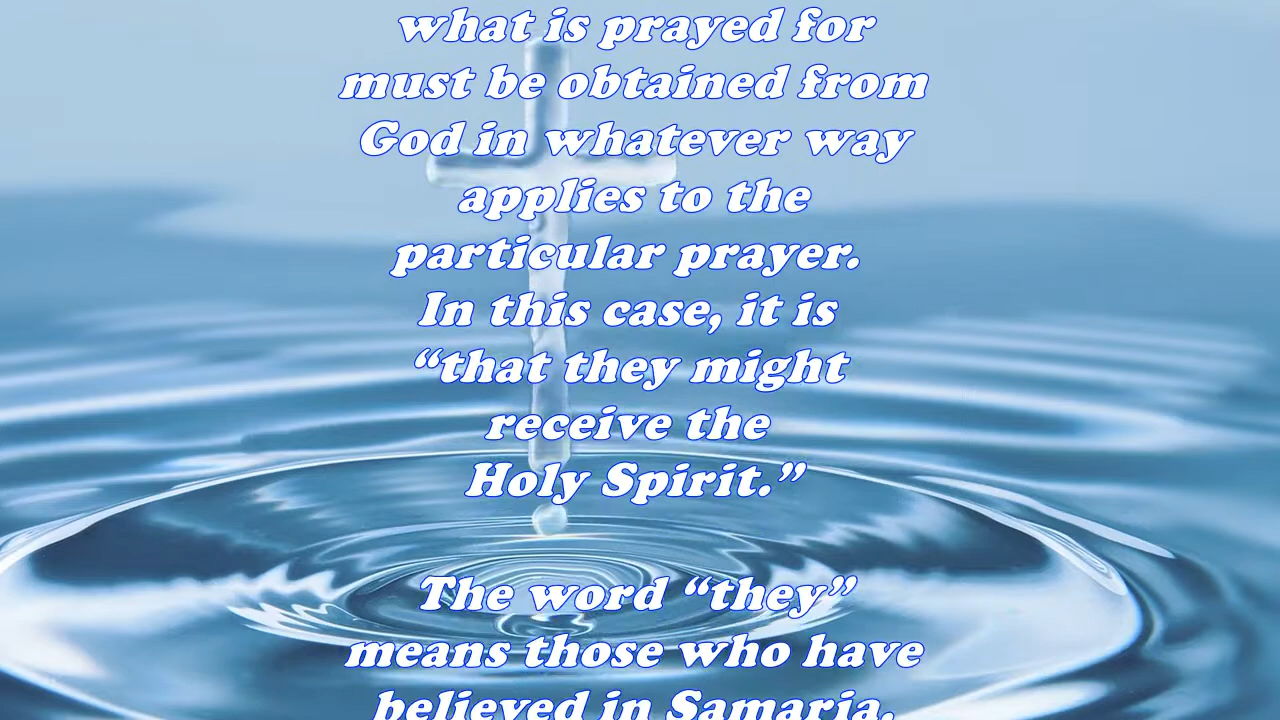 what is prayed for
must be obtained from
God in whatever way
applies to the
particular prayer.
In this case, it is
“that they might
receive the
Holy Spirit.”
The word “they”
means those who have
believed in Samaria.